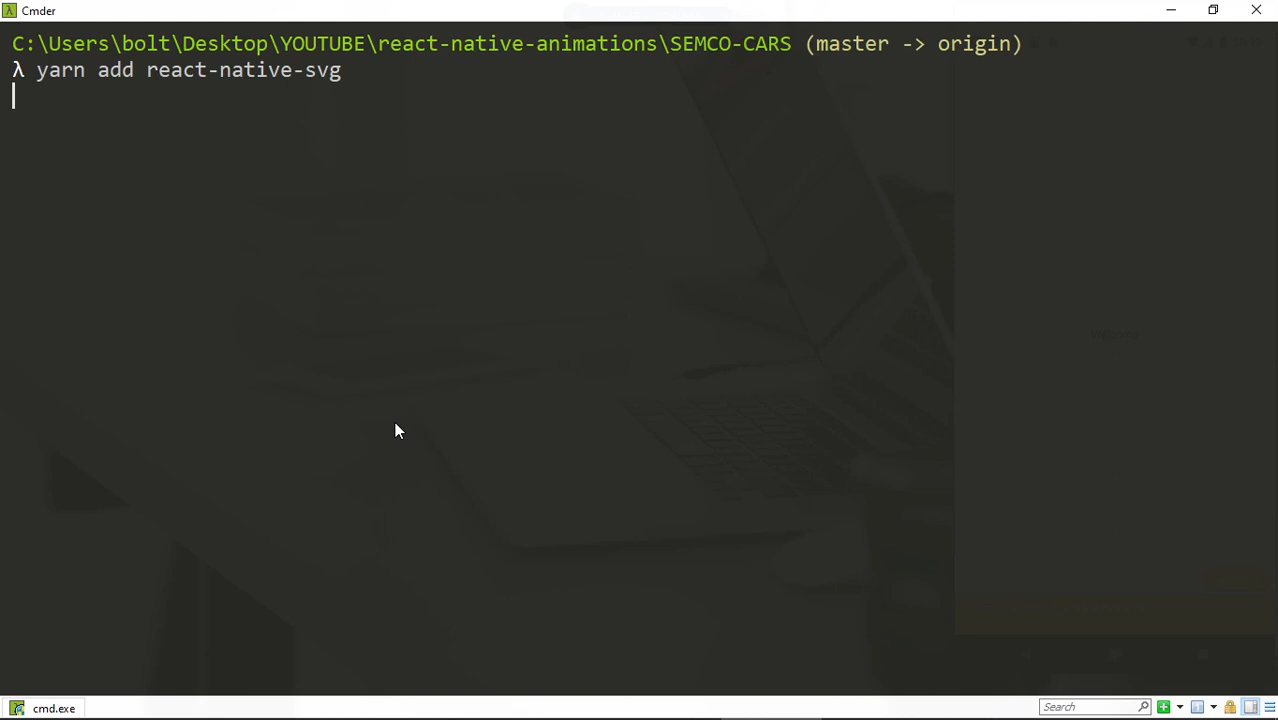 Cmder
C:\Users\bolt\Desktop\YOUTUBE\react-native-animations\SEMCO-CARS (master -> origin)
λ yarn add react-native-svg
cmd.exe
Search